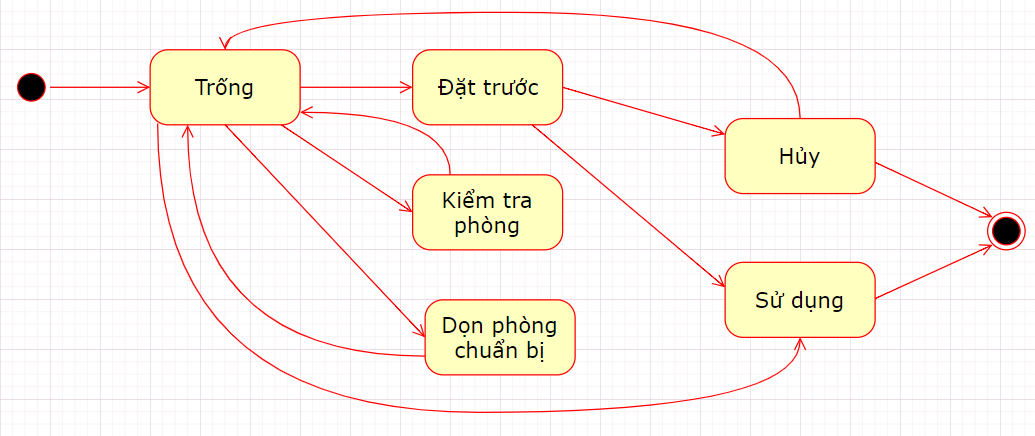 Trống
Đặt trước
Hủy
Kiểm tra
phòng
Sử dụng
Dọn phòng
chuẩn bị